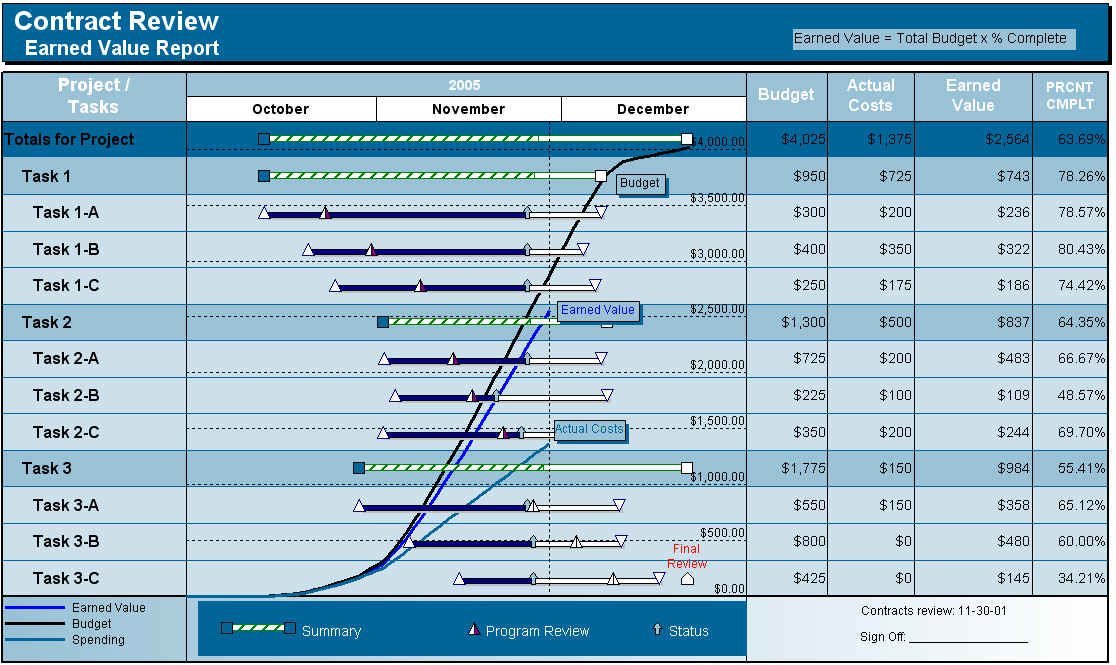 Contract Review
Earned Value Report
Earned Value = Total Budget x % Complete
Project / Tasks 2005 Budget Actual Costs Earned Value PRCNT CMPLT
October November December
Totals for Project $4,025 $1,375 $2,564 63.69%
$4,000.00
Task 1 $950 $725 $743 78.26%
Budget
$3,500.00
Task 1-A $300 $200 $236 78.57%
Task 1-B $400 $350 $322 80.43%
$3,000.00
Task 1-C $250 $175 $186 74.42%
$2,500.00
Earned Value
Task 2 $1,300 $500 $837 64.35%
Task 2-A $725 $200 $483 66.67%
$2,000.00
Task 2-B $225 $100 $109 48.57%
$1,500.00
Actual Costs
Task 2-C $350 $200 $244 69.70%
Task 3 $1,775 $150 $984 55.41%
$1,000.00
Task 3-A $550 $150 $358 65.12%
$500.00
Task 3-B $800 $0 $480 60.00%
Final
Review
Task 3-C $425 $0 $145 34.21%
$0.00
Earned Value
Budget
Spending
Summary Program Review Status
Contracts review: 11-30-01
Sign Off: